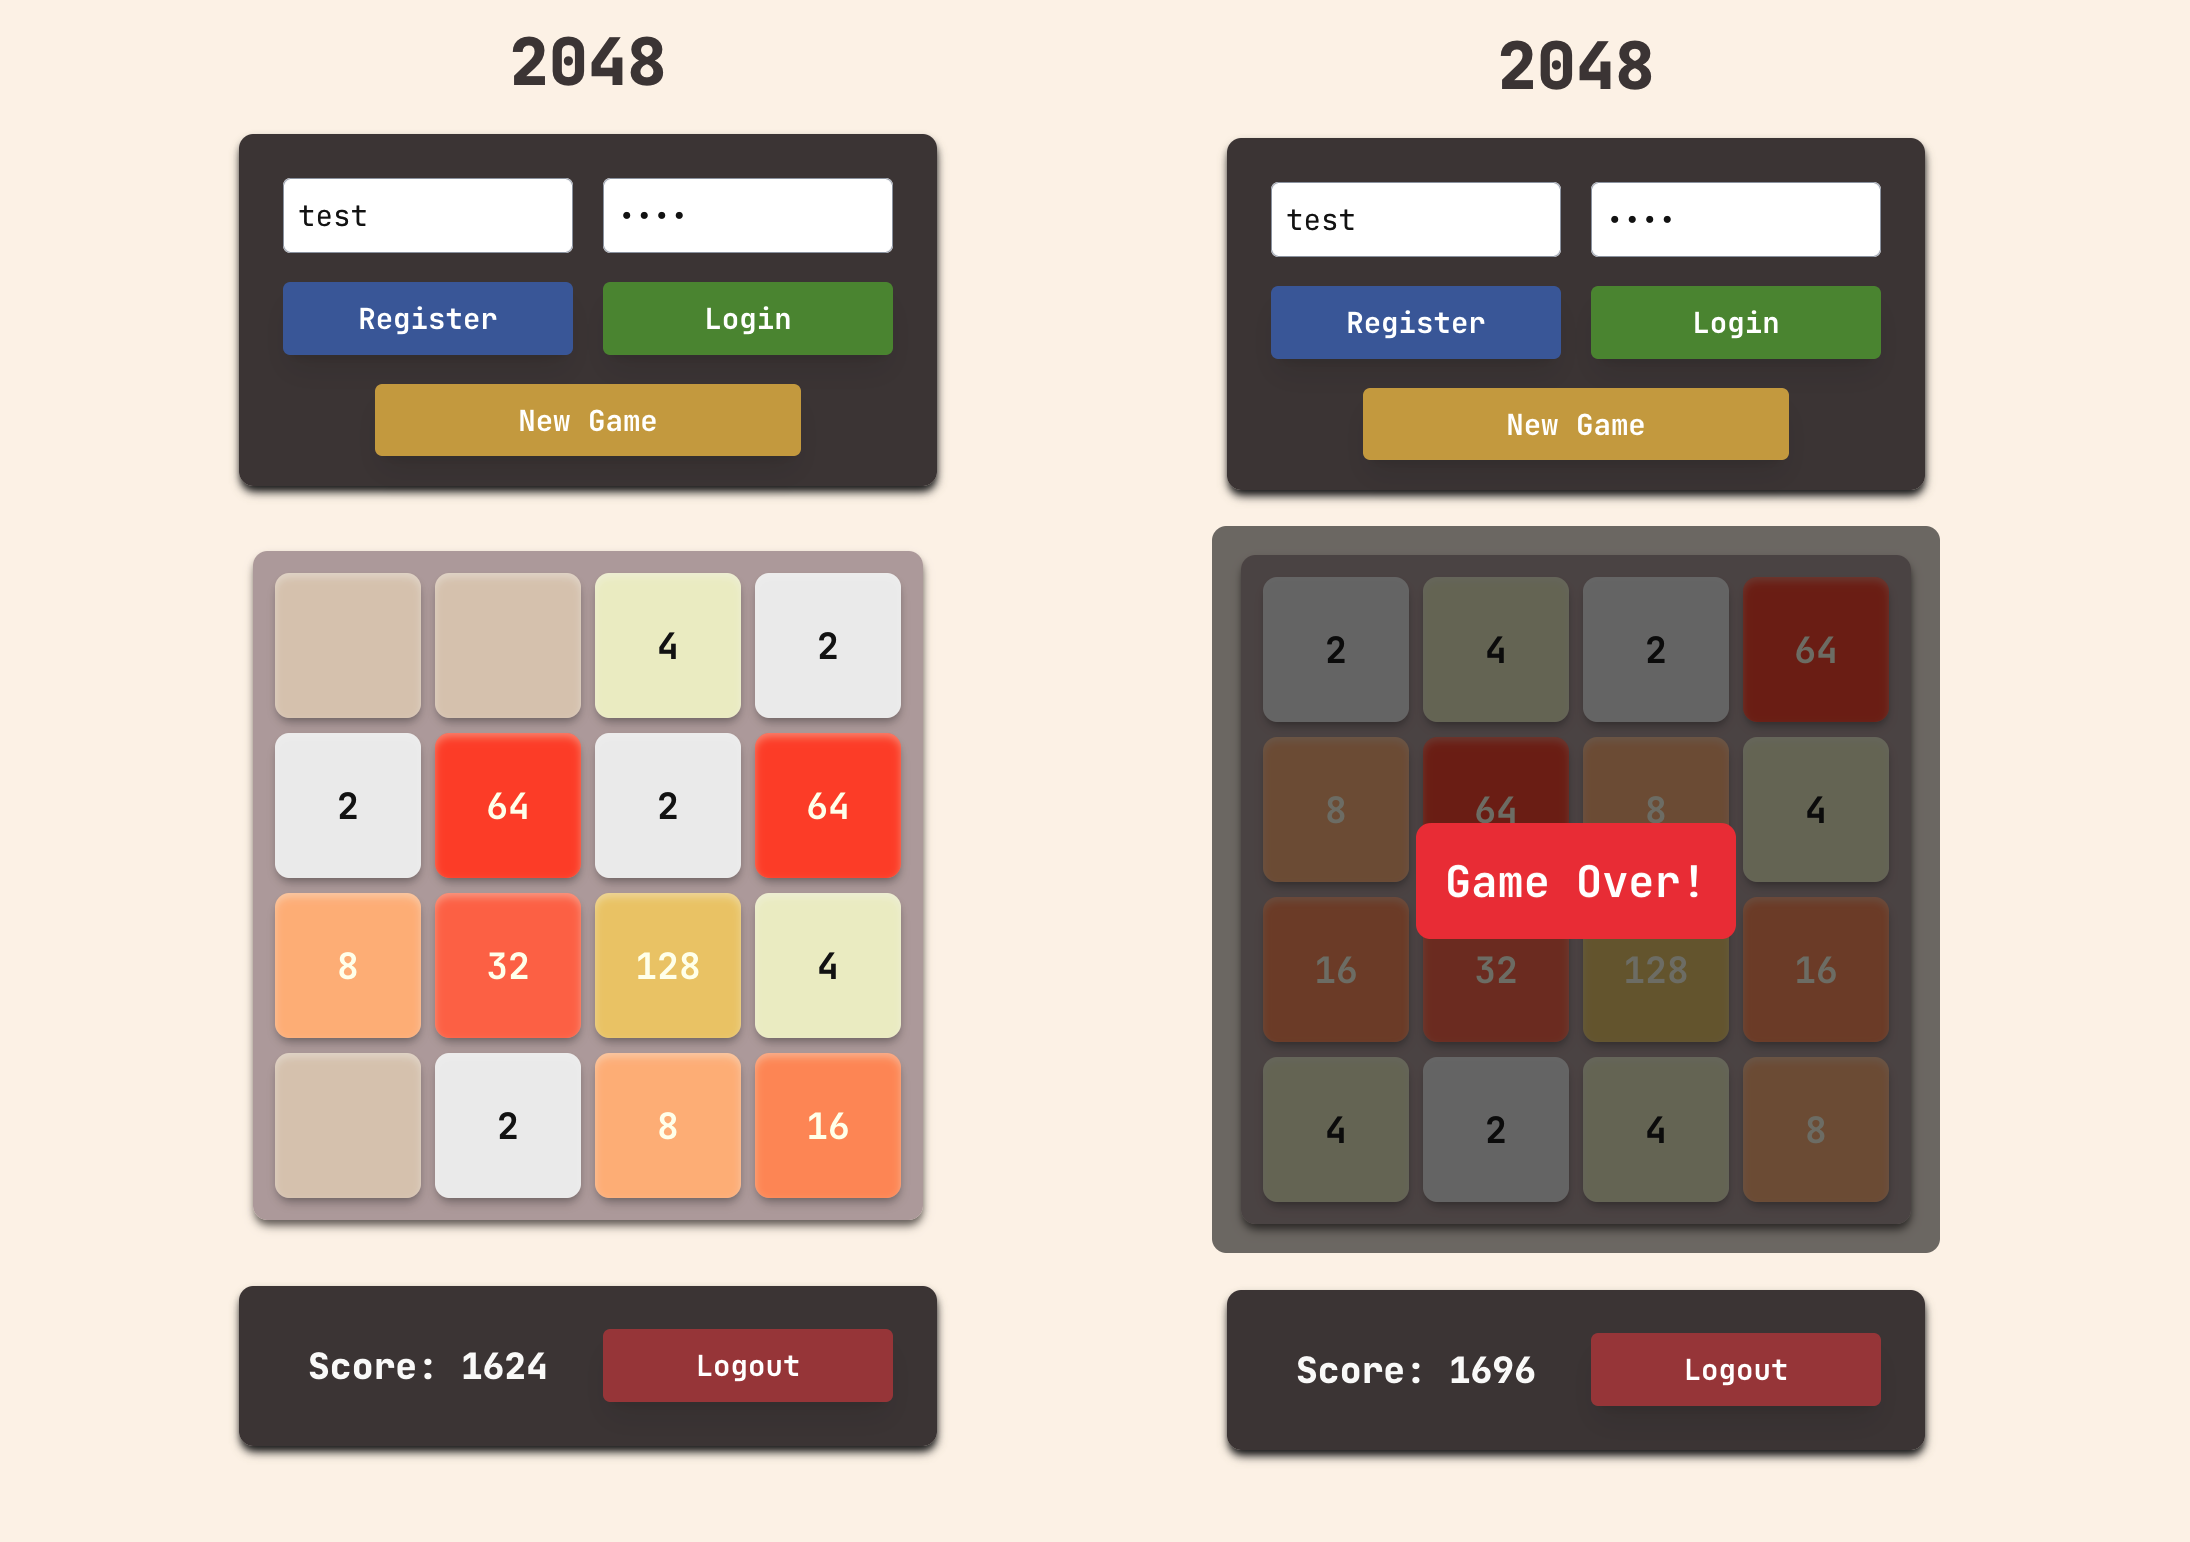 2048
test ••••
Register Login
New Game
4 2
2 64 2 64
8 32 128 4
2 8 16
Score: 1624 Logout
2048
test ••••
Register Login
New Game
2 4 2 64
8 64 8 4
Game Over!
16 32 128 16
4 2 4 8
Score: 1696 Logout